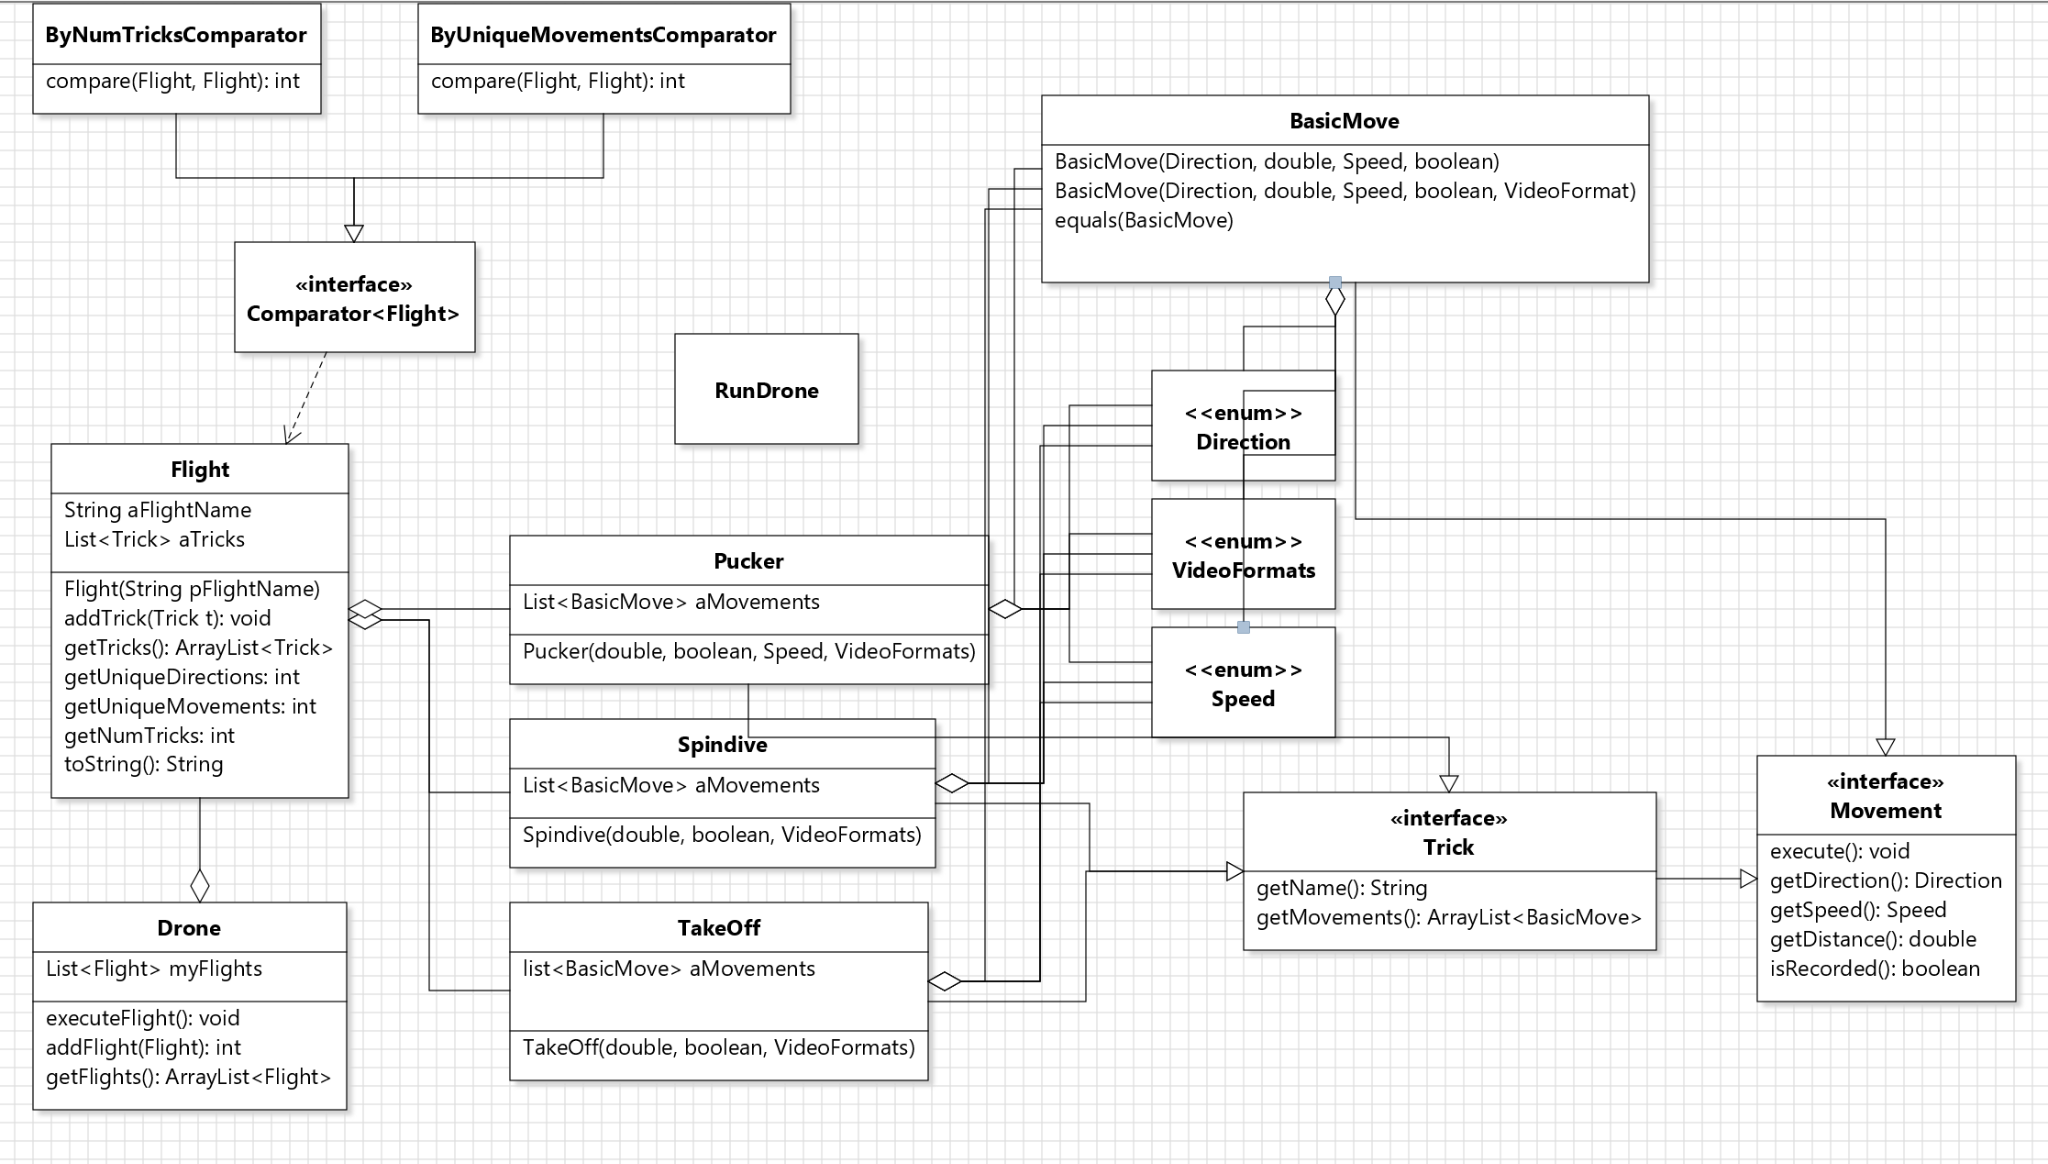 ByNumTricksComparator
compare(Flight, Flight): int
ByUniqueMovementsComparator
compare(Flight, Flight): int
«interface»
Comparator<Flight>
BasicMove
BasicMove(Direction, double, Speed, boolean)
BasicMove(Direction, double, Speed, boolean, VideoFormat)
equals(BasicMove)
RunDrone
<<enum>>
Direction
<<enum>>
VideoFormats
<<enum>>
Speed
Flight
String aFlightName
List<Trick> aTricks
Flight(String pFlightName)
addTrick(Trick t): void
getTricks(): ArrayList<Trick>
getUniqueDirections: int
getUniqueMovements: int
getNumTricks: int
toString(): String
Pucker
List<BasicMove> aMovements
Pucker(double, boolean, Speed, VideoFormats)
Spindive
List<BasicMove> aMovements
Spindive(double, boolean, VideoFormats)
TakeOff
list<BasicMove> aMovements
TakeOff(double, boolean, VideoFormats)
Drone
List<Flight> myFlights
executeFlight(): void
addFlight(Flight): int
getFlights(): ArrayList<Flight>
«interface»
Trick
getName(): String
getMovements(): ArrayList<BasicMove>
«interface»
Movement
execute(): void
getDirection(): Direction
getSpeed(): Speed
getDistance(): double
isRecorded(): boolean